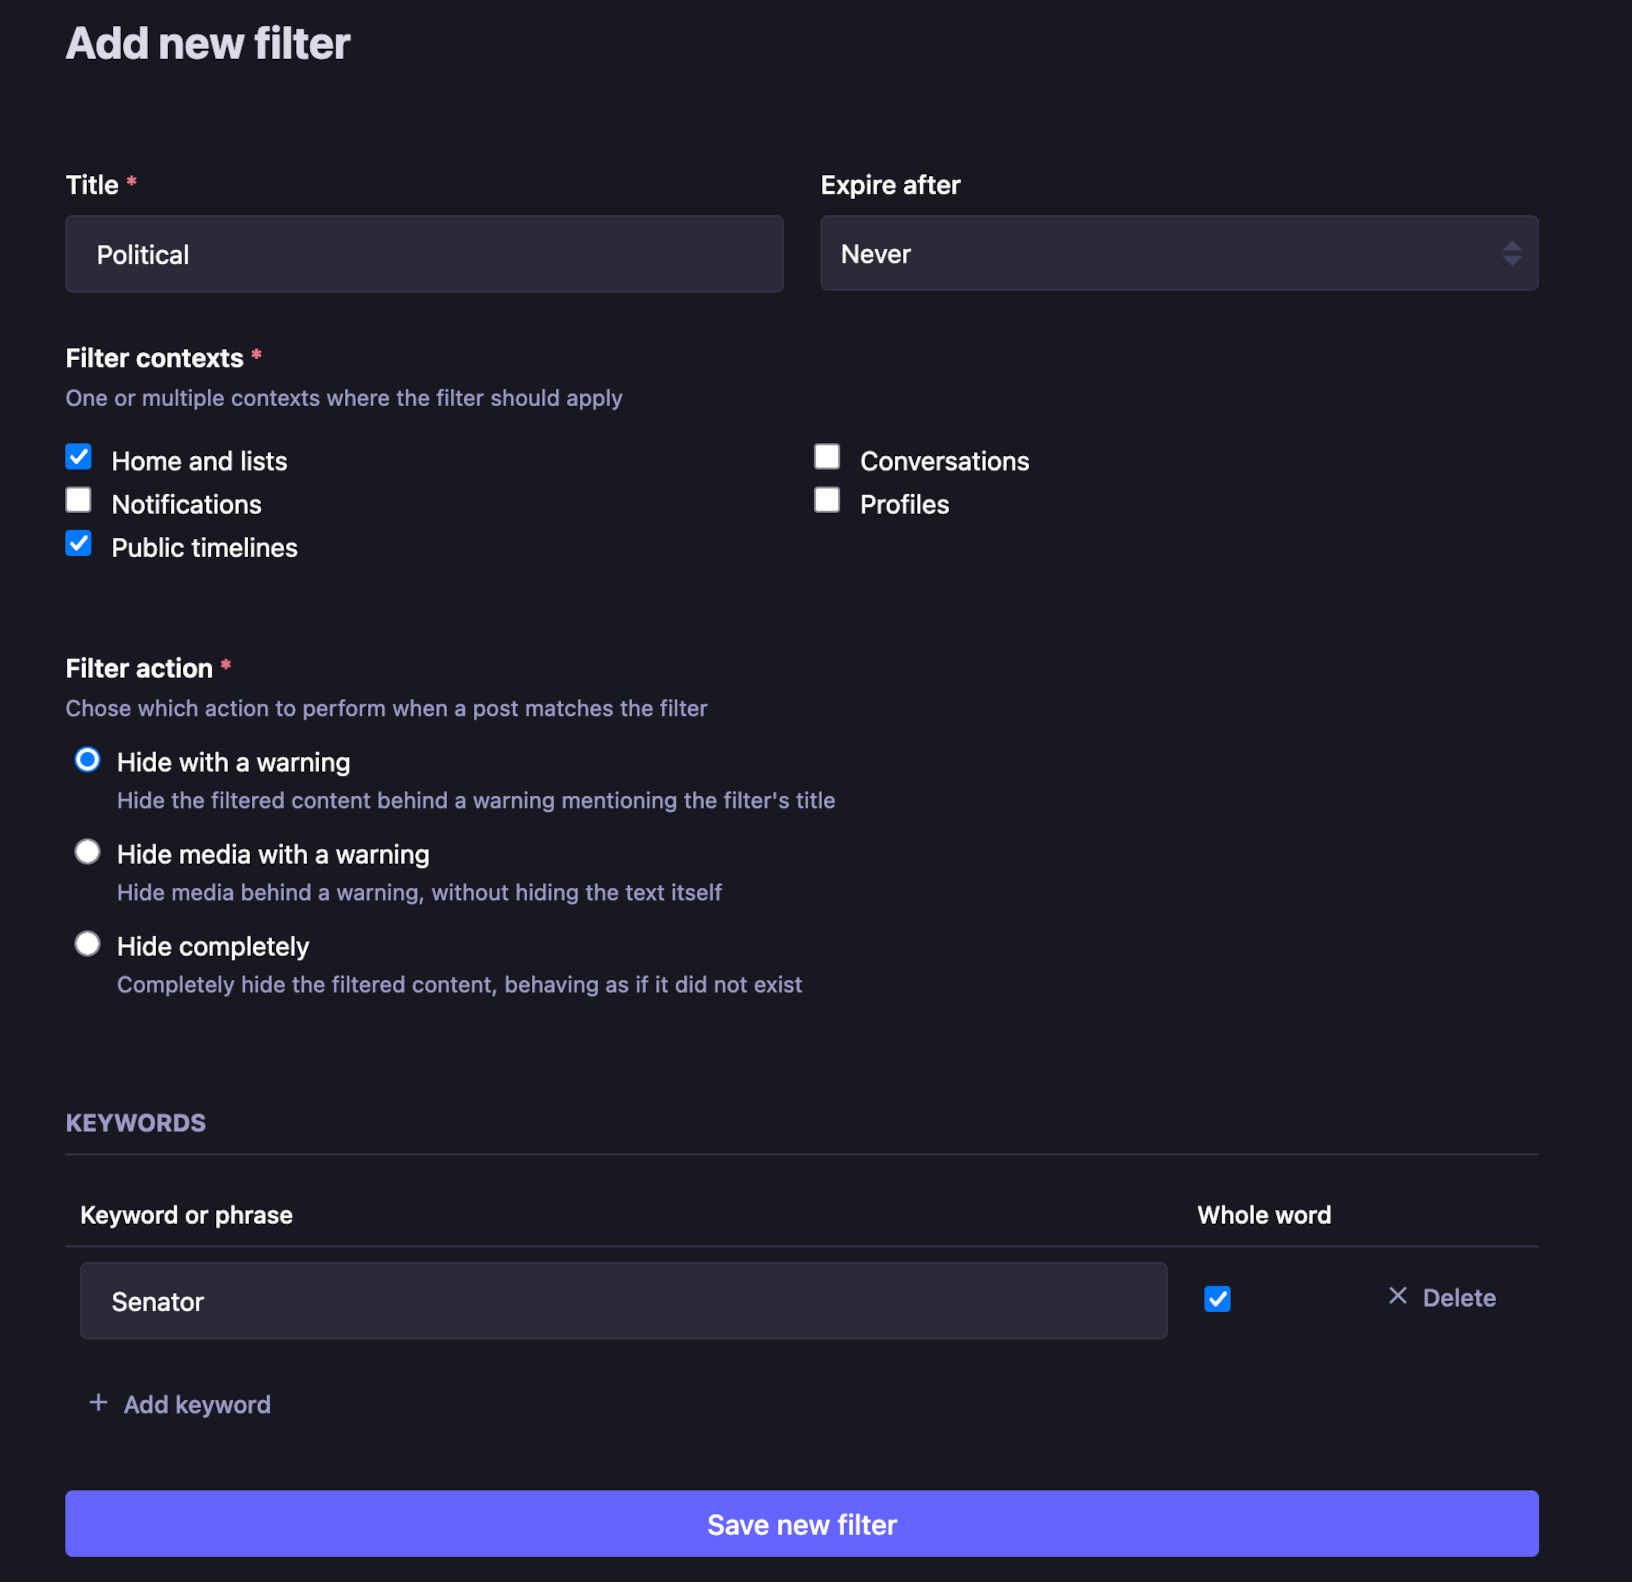 Add new filter
Title *
Expire after
Political
Never
Filter contexts *
One or multiple contexts where the filter should apply
Home and lists
Conversations
Notifications
Profiles
Public timelines
Filter action *
Chose which action to perform when a post matches the filter
Hide with a warning
Hide the filtered content behind a warning mentioning the filter's title
Hide media with a warning
Hide media behind a warning, without hiding the text itself
Hide completely
Completely hide the filtered content, behaving as if it did not exist
KEYWORDS
Keyword or phrase
Whole word
Senator
× Delete
+ Add keyword
Save new filter